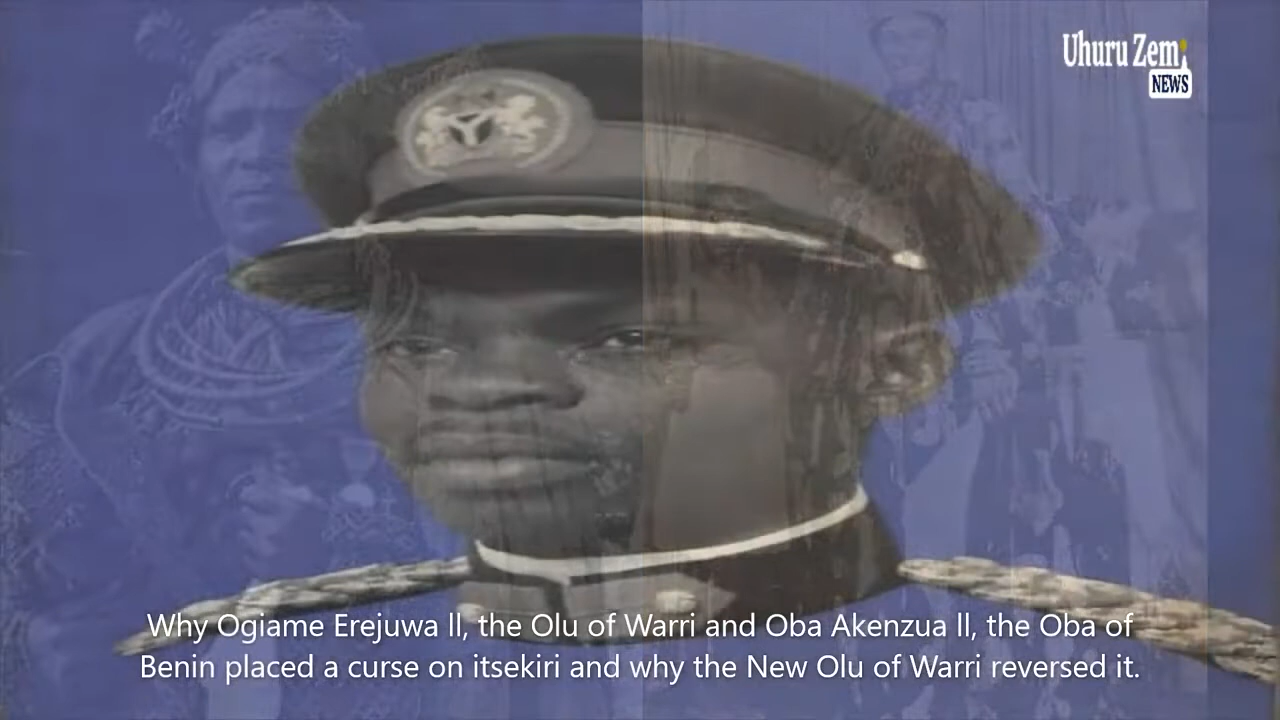 Uhuru Zem
NEWS
Why Ogiame Erejuwa ll, the Olu of Warri and Oba Akenzua ll, the Oba of
Benin placed a curse on itsekiri and why the New Olu of Warri reversed it.